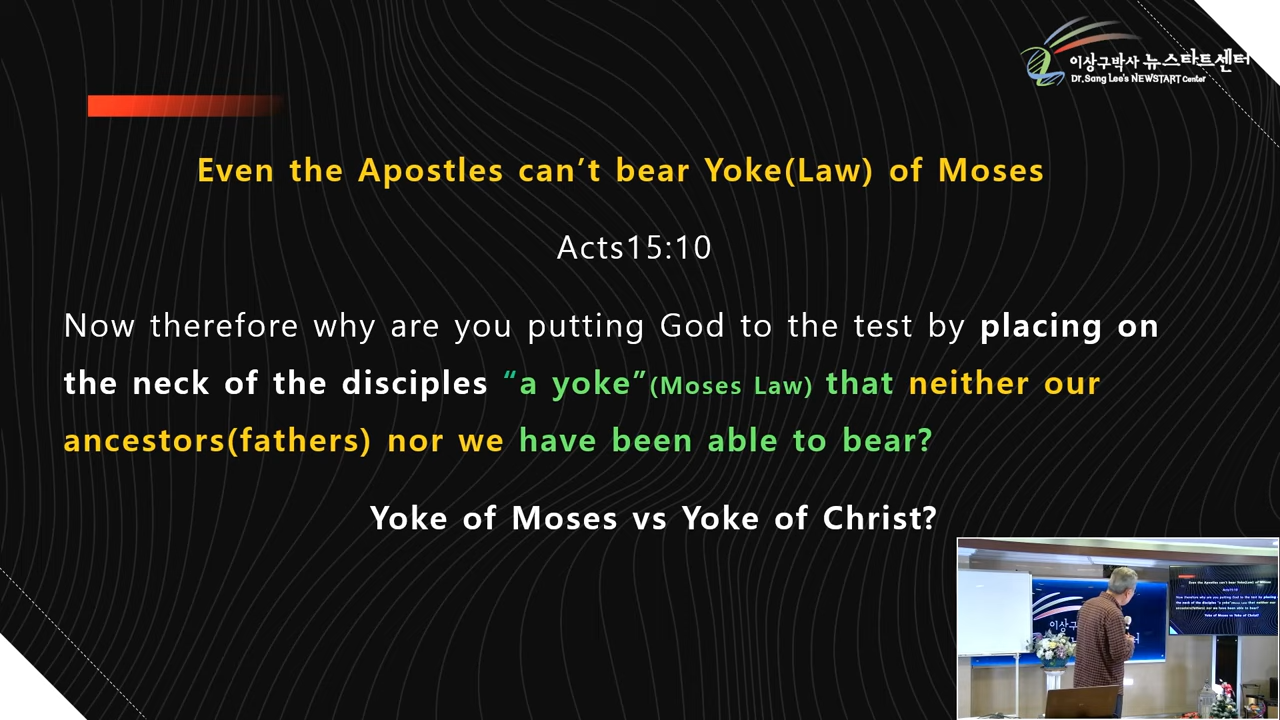 이상구박사 뉴스타트센터
Dr.Sang Lee's NEWSTART Center
Even the Apostles can’t bear Yoke(Law) of Moses
Acts15:10
Now therefore why are you putting God to the test by placing on
the neck of the disciples “a yoke”(Moses Law) that neither our
ancestors(fathers) nor we have been able to bear?
Yoke of Moses vs Yoke of Christ?